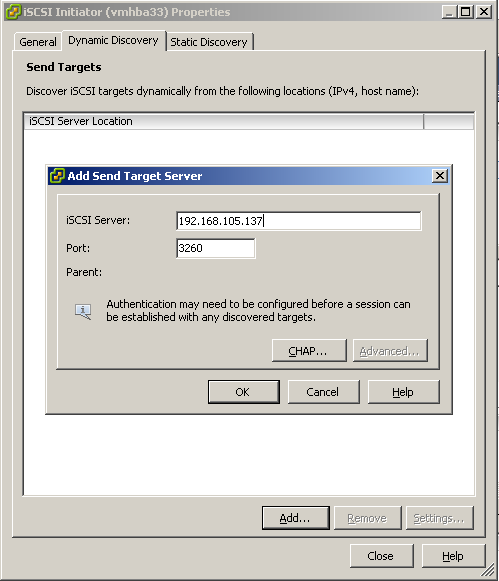 iSCSI Initiator (vmhba33) Properties
General Dynamic Discovery Static Discovery
Send Targets
Discover iSCSI targets dynamically from the following locations (IPv4, host name):
iSCSI Server Location
Add Send Target Server
iSCSI Server: 192.168.105.137
Port: 3260
Parent:
Authentication may need to be configured before a session can
be established with any discovered targets.
CHAP... Advanced...
OK Cancel Help
Add... Remove Settings...
Close Help